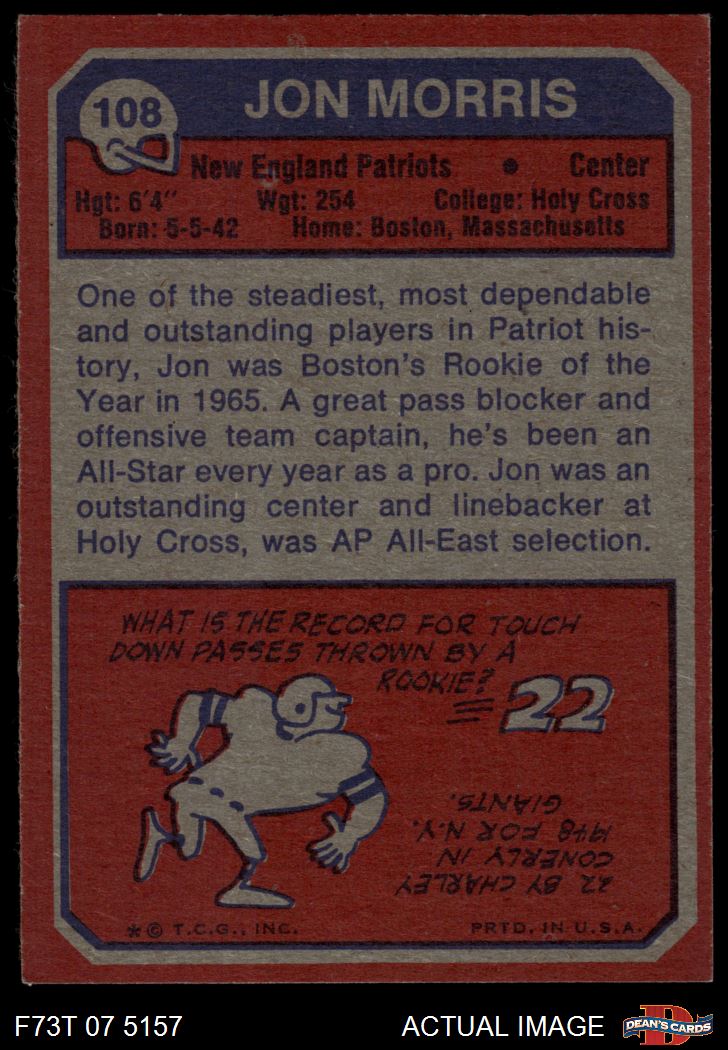 108
JON MORRIS
New England Patriots • Center
Hgt: 6'4" Wgt: 254 College: Holy Cross
Born: 5-5-42 Home: Boston, Massachusetts
One of the steadiest, most dependable
and outstanding players in Patriot his-
tory, Jon was Boston's Rookie of the
Year in 1965. A great pass blocker and
offensive team captain, he's been an
All-Star every year as a pro. Jon was an
outstanding center and linebacker at
Holy Cross, was AP All-East selection.
WHAT IS THE RECORD FOR TOUCH
DOWN PASSES THROWN BY A
ROOKIE?
22
22 BY CHARLEY
CONERLY IN
1948 FOR N.Y.
GIANTS.
* © T.C.G., INC. PRTD. IN U.S.A.
F73T 07 5157 ACTUAL IMAGE D DEAN'S CARDS